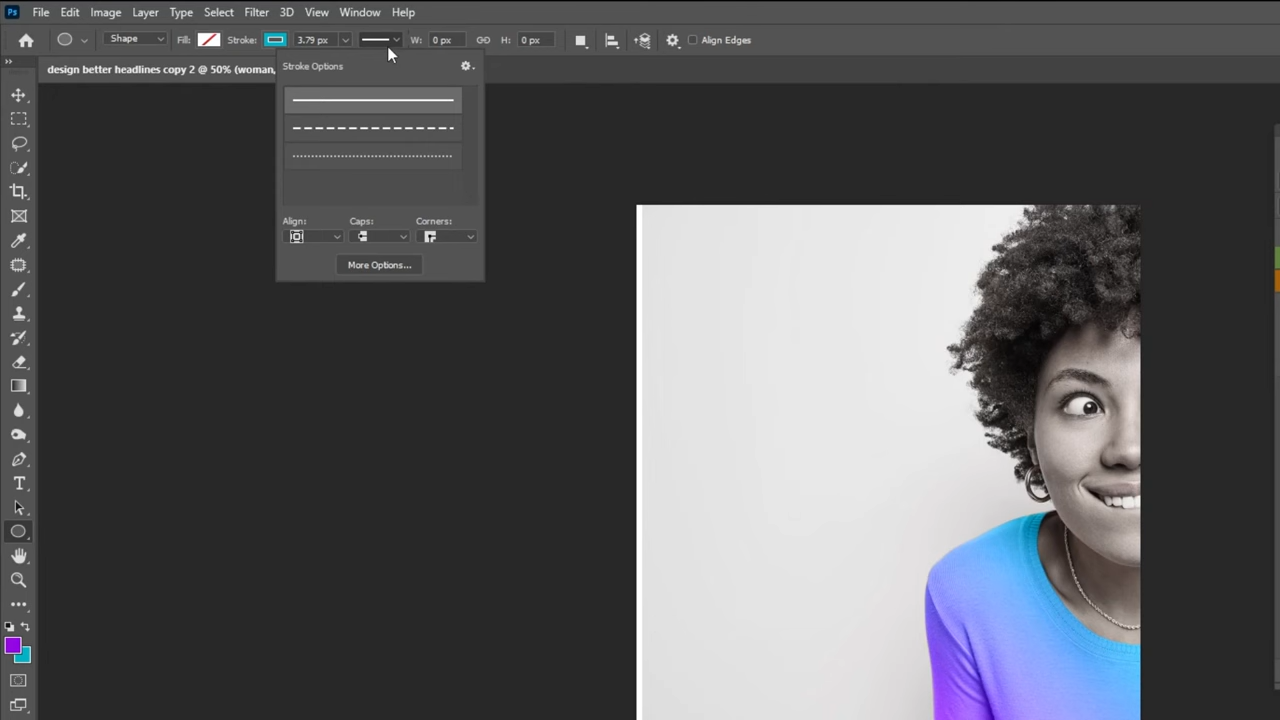 Ps File Edit Image Layer Type Select Filter 3D View Window Help
Shape Fill: Stroke: 3.79 px W: 0 px H: 0 px Align Edges
design better headlines copy 2 @ 50% (woman,
Stroke Options
Align: Caps: Corners:
More Options...
T